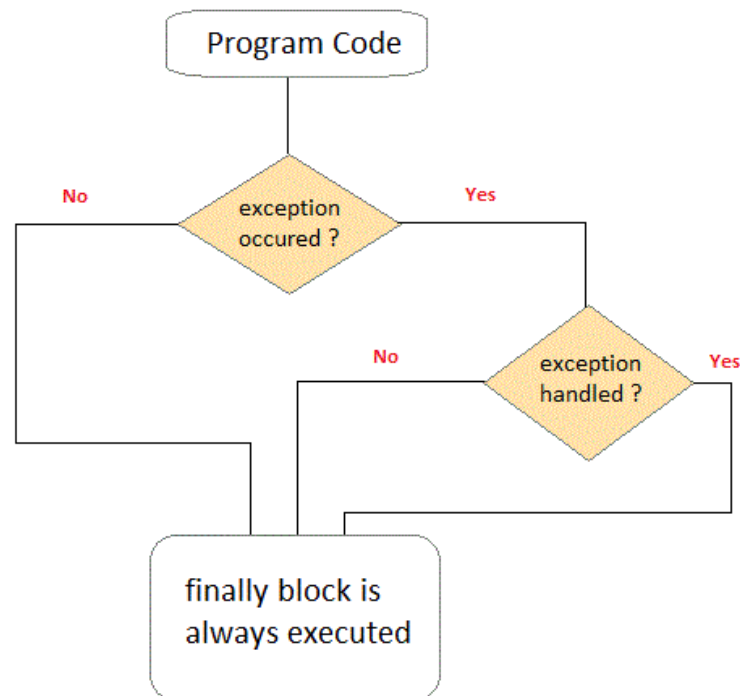 Program Code
No
Yes
exception
occured ?
No
Yes
exception
handled ?
finally block is
always executed